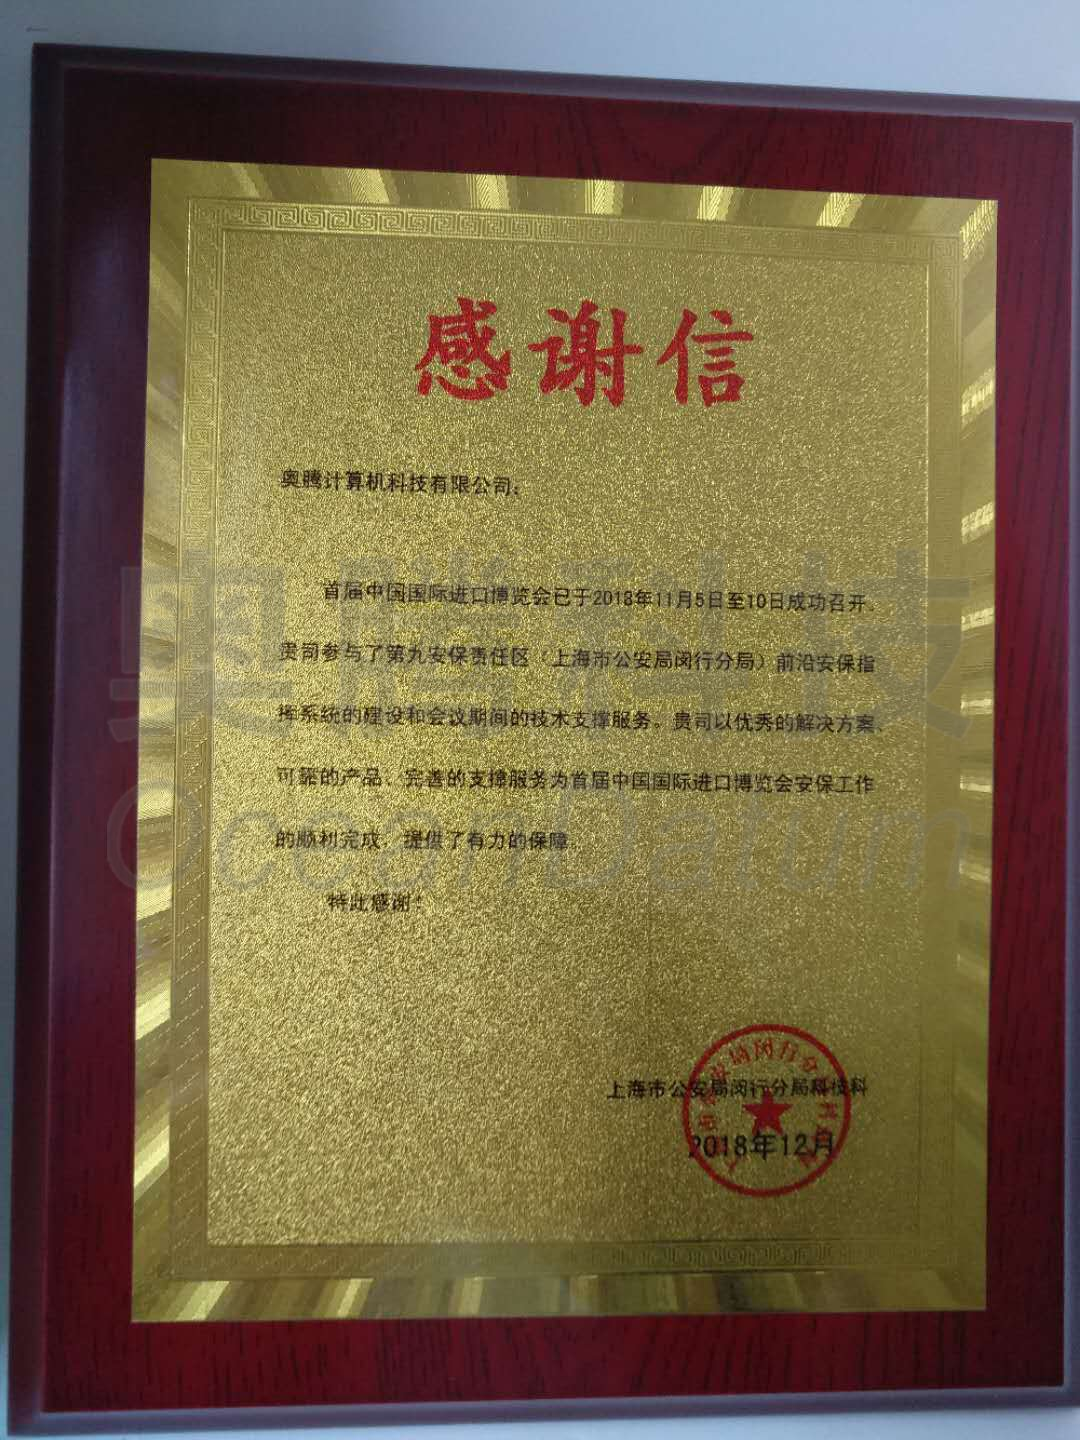 感谢信
奥腾计算机科技有限公司：
首届中国国际进口博览会已于2018年11月5日至10日成功召开。
贵司参与了第九安保责任区（上海市公安局闵行分局）前沿安保指
挥系统的建设和会议期间的技术支撑服务。贵司以优秀的解决方案、
可靠的产品、完善的支撑服务为首届中国国际进口博览会安保工作
的顺利完成，提供了有力的保障。
特此感谢！
上海市公安局闵行分局科技科
2018年12月
奥腾科技
OceanDatum